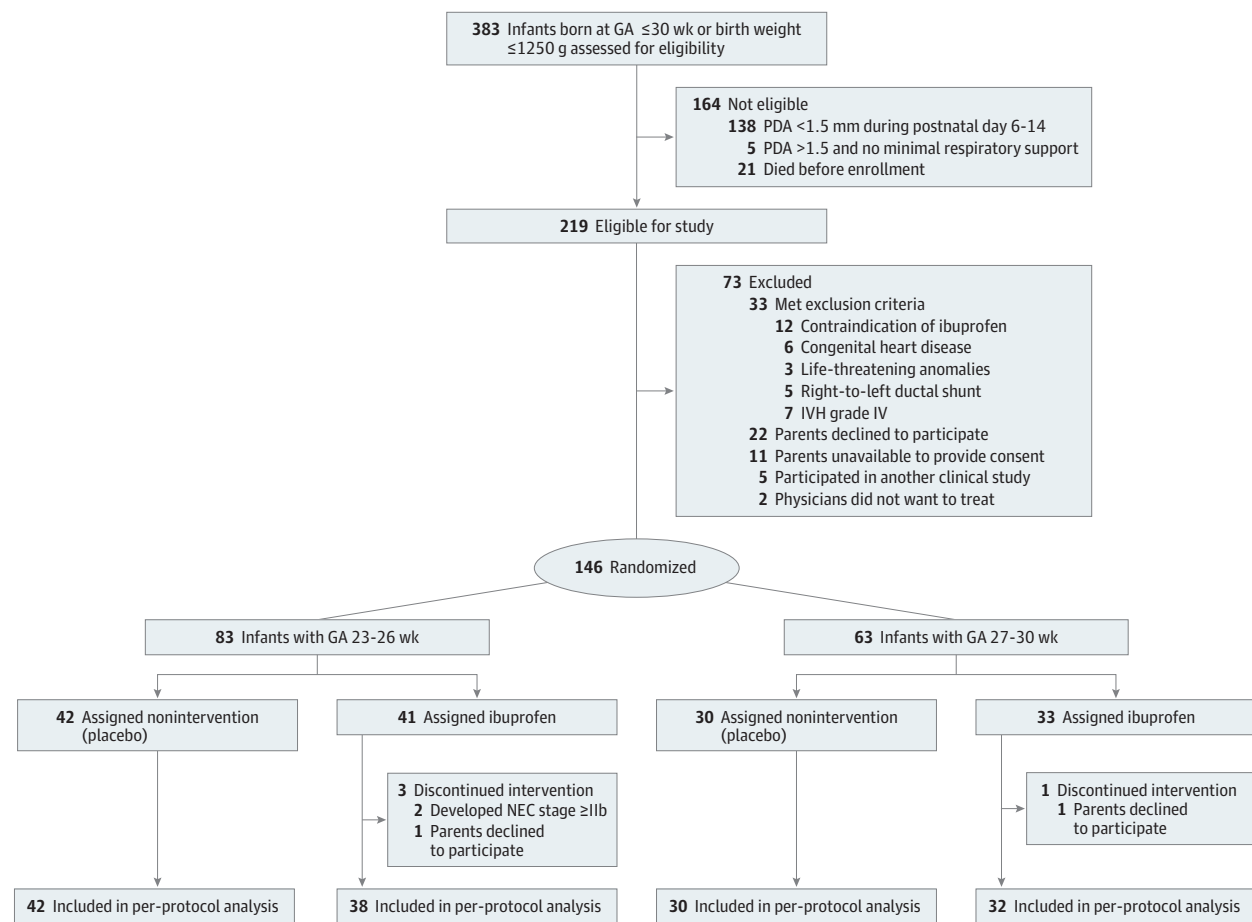 383 Infants born at GA ≤30 wk or birth weight
≤1250 g assessed for eligibility
164 Not eligible
138 PDA <1.5 mm during postnatal day 6-14
5 PDA >1.5 and no minimal respiratory support
21 Died before enrollment
219 Eligible for study
73 Excluded
33 Met exclusion criteria
12 Contraindication of ibuprofen
6 Congenital heart disease
3 Life-threatening anomalies
5 Right-to-left ductal shunt
7 IVH grade IV
22 Parents declined to participate
11 Parents unavailable to provide consent
5 Participated in another clinical study
2 Physicians did not want to treat
146 Randomized
83 Infants with GA 23-26 wk
63 Infants with GA 27-30 wk
42 Assigned nonintervention
(placebo)
41 Assigned ibuprofen
30 Assigned nonintervention
(placebo)
33 Assigned ibuprofen
3 Discontinued intervention
2 Developed NEC stage ≥IIb
1 Parents declined
to participate
1 Discontinued intervention
1 Parents declined
to participate
42 Included in per-protocol analysis
38 Included in per-protocol analysis
30 Included in per-protocol analysis
32 Included in per-protocol analysis